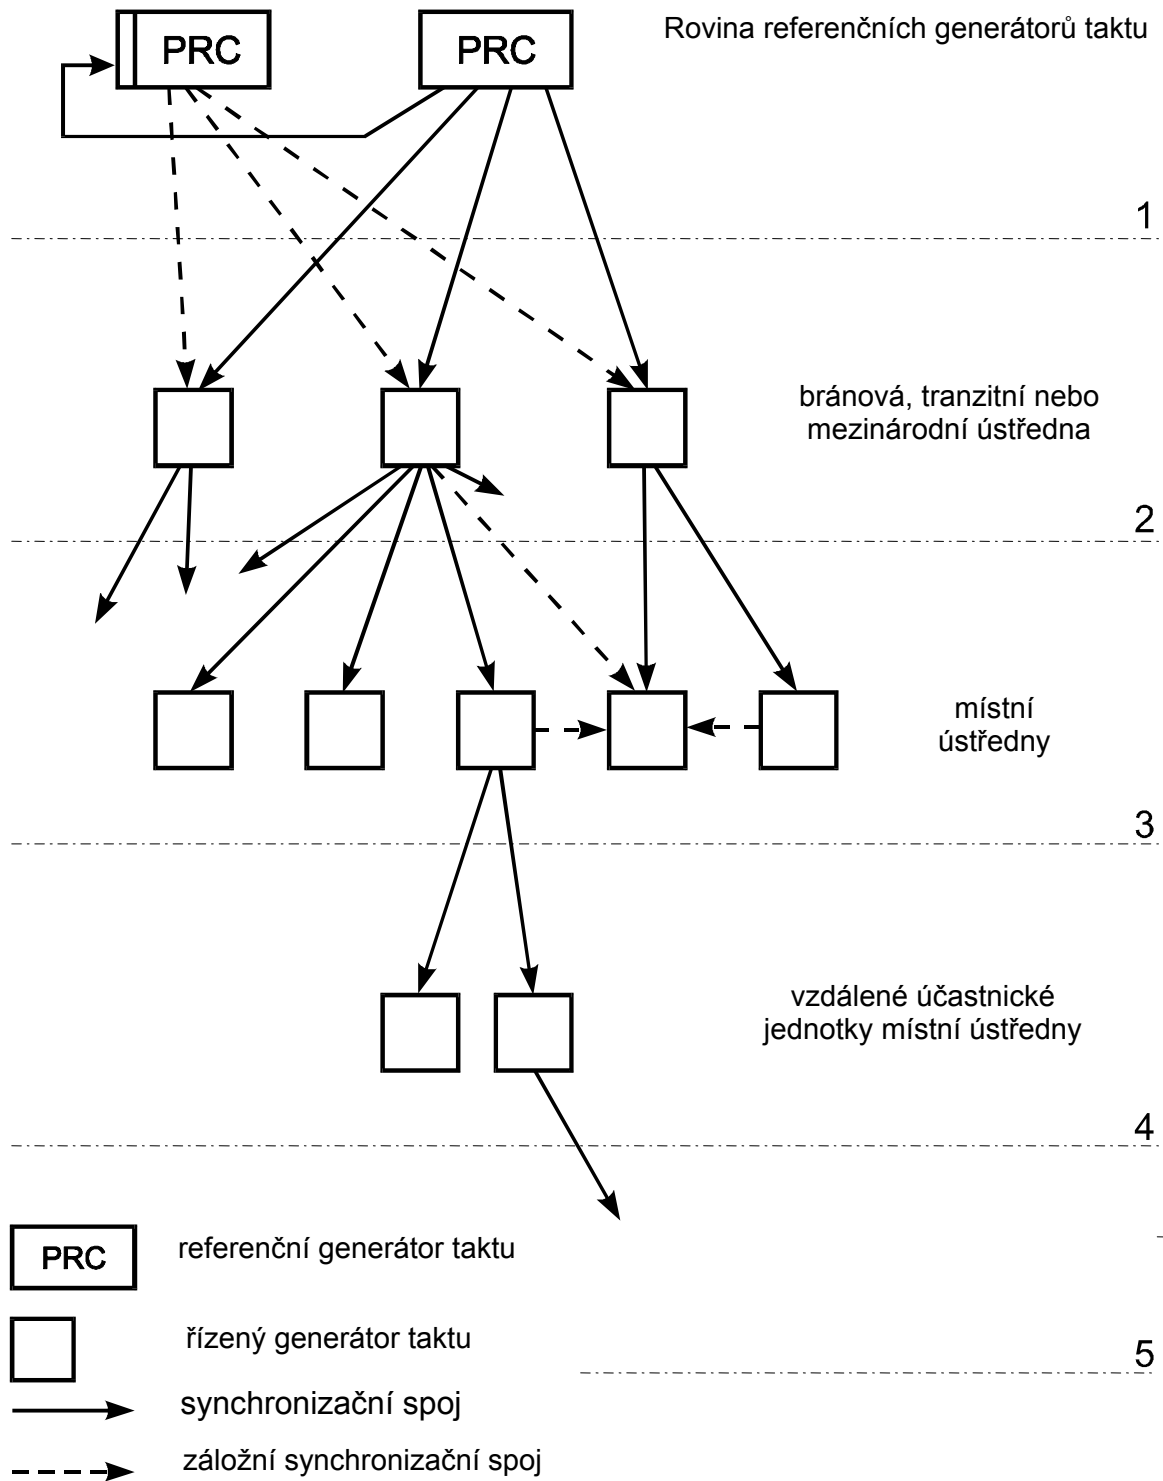 PRC
PRC
Rovina referenčních generátorů taktu
1
bránová, tranzitní nebo
mezinárodní ústředna
2
místní
ústředny
3
vzdálené účastnické
jednotky místní ústředny
4
PRC
referenční generátor taktu
řízený generátor taktu
5
synchronizační spoj
záložní synchronizační spoj